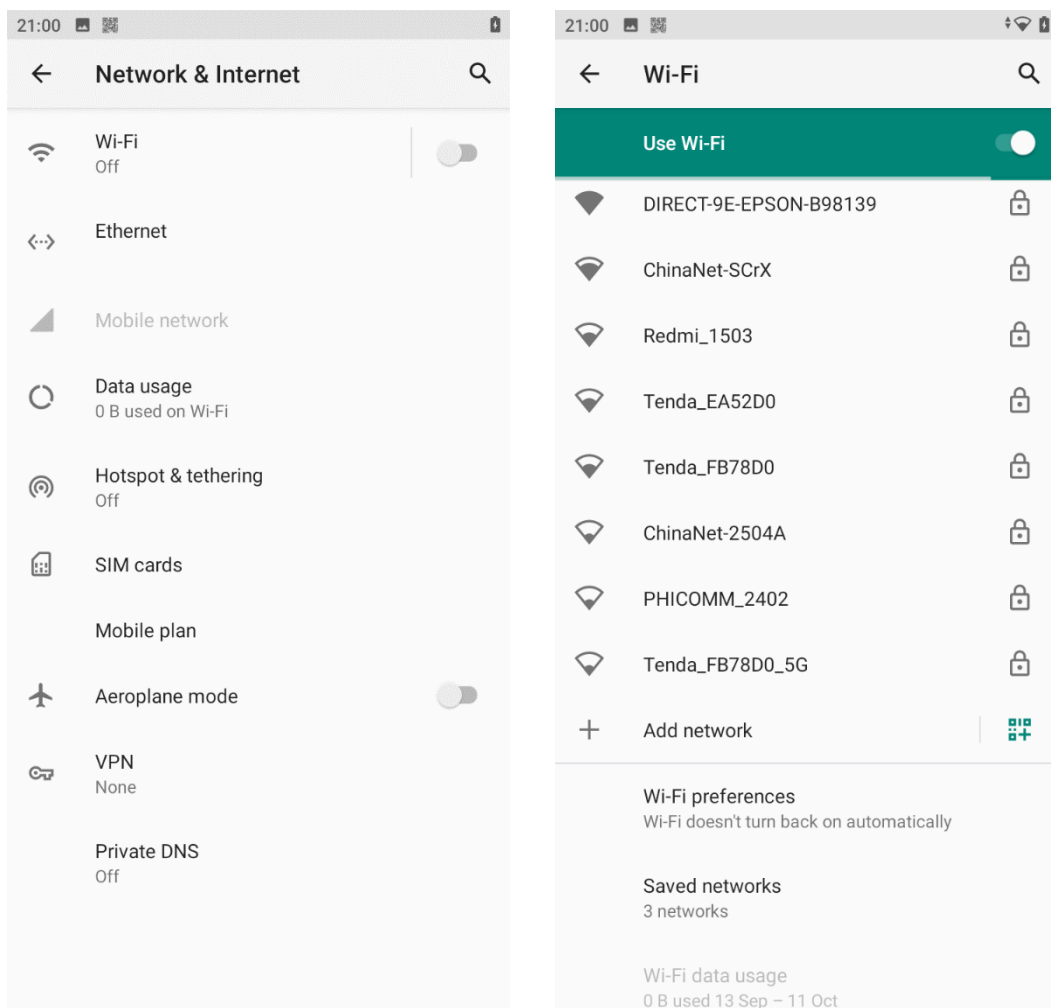 21:00
Network & Internet
Wi-Fi
Off
Ethernet
Mobile network
Data usage
0 B used on Wi-Fi
Hotspot & tethering
Off
SIM cards
Mobile plan
Aeroplane mode
VPN
None
Private DNS
Off
21:00
Wi-Fi
Use Wi-Fi
DIRECT-9E-EPSON-B98139
ChinaNet-SCrX
Redmi_1503
Tenda_EA52D0
Tenda_FB78D0
ChinaNet-2504A
PHICOMM_2402
Tenda_FB78D0_5G
Add network
Wi-Fi preferences
Wi-Fi doesn't turn back on automatically
Saved networks
3 networks
Wi-Fi data usage
0 B used 13 Sep – 11 Oct